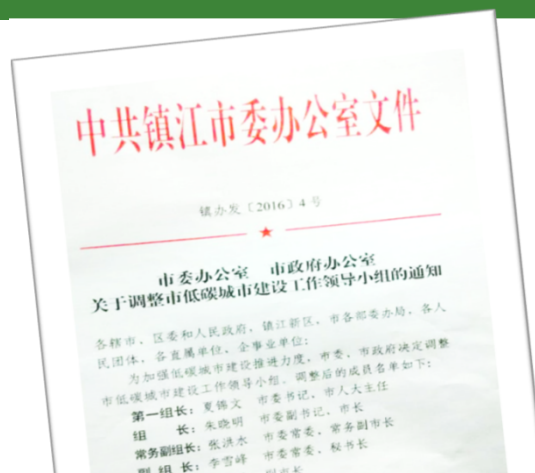 中共镇江市委办公室文件
镇办发〔2016〕4号
市委办公室 市政府办公室
关于调整市低碳城市建设工作领导小组的通知
各辖市、区委和人民政府，镇江新区，市各部委办局，各人
民团体，各直属单位、企事业单位：
为加强低碳城市建设推进力度，市委、市政府决定调整
市低碳城市建设工作领导小组，调整后的成员名单如下：
第一组长：夏锦文 市委书记、市人大主任
组 长：朱晓明 市委副书记、市长
常务副组长：张洪水 市委常委、常务副市长
副 组 长：李雪峰 市委常委、秘书长
副市长